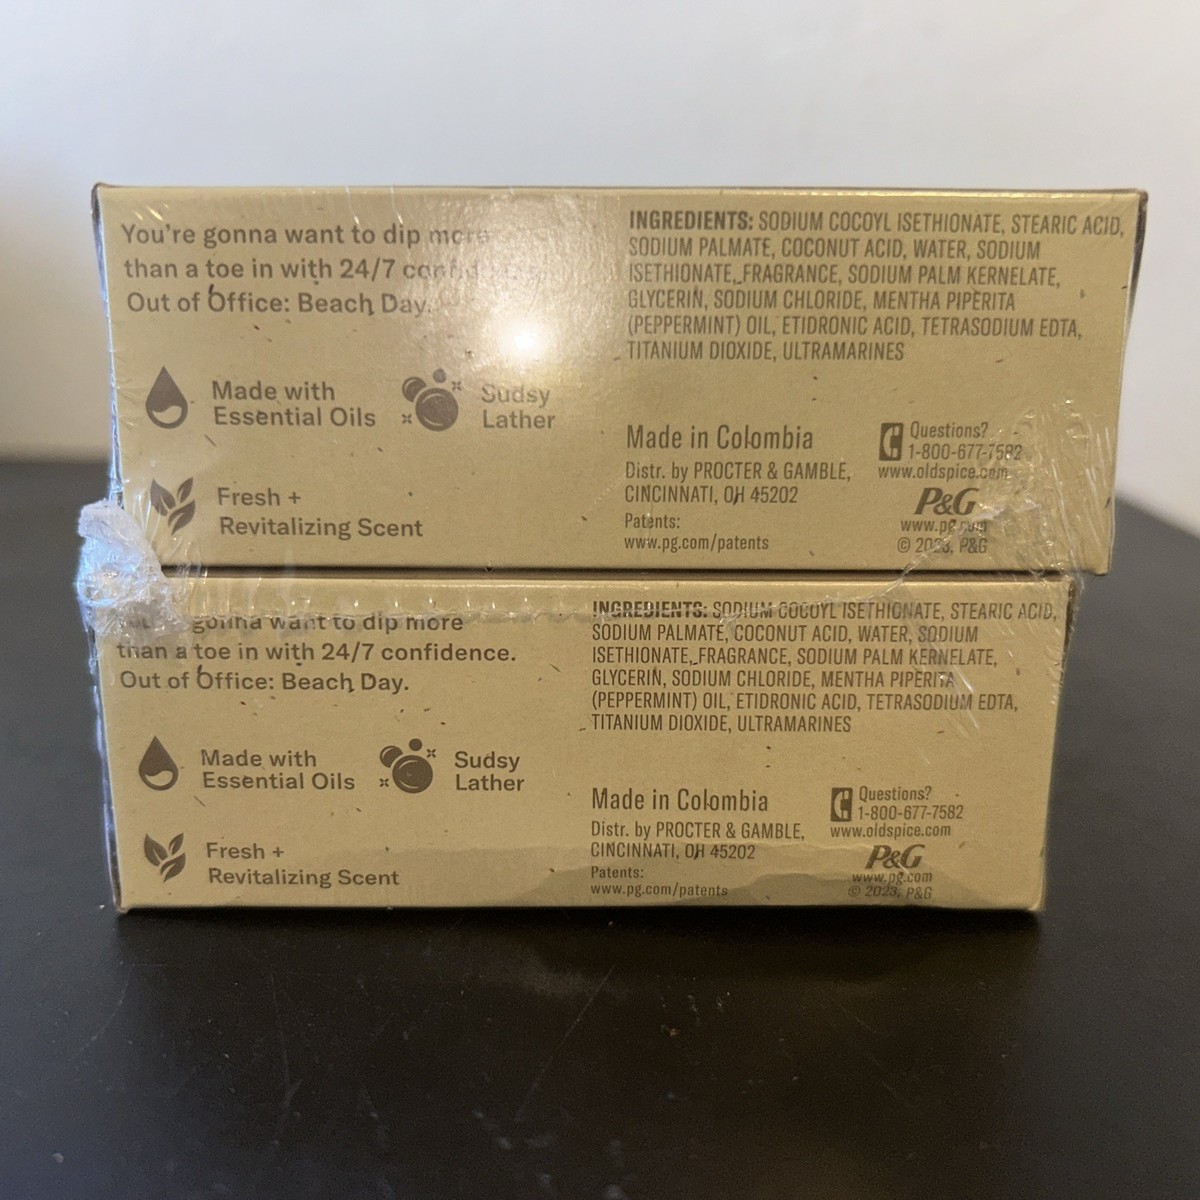 You're gonna want to dip more
than a toe in with 24/7 confidence.
Out of Office: Beach Day.
Made with
Essential Oils
Sudsy
Lather
Fresh +
Revitalizing Scent
INGREDIENTS: SODIUM COCOYL ISETHIONATE, STEARIC ACID,
SODIUM PALMATE, COCONUT ACID, WATER, SODIUM
ISETHIONATE, FRAGRANCE, SODIUM PALM KERNELATE,
GLYCERIN, SODIUM CHLORIDE, MENTHA PIPERITA
(PEPPERMINT) OIL, ETIDRONIC ACID, TETRASODIUM EDTA,
TITANIUM DIOXIDE, ULTRAMARINES
Made in Colombia
Distr. by PROCTER & GAMBLE,
CINCINNATI, OH 45202
Patents:
www.pg.com/patents
Questions?
1-800-677-7582
www.oldspice.com
P&G
www.pg.com
© 2023, P&G
gonna want to dip more
than a toe in with 24/7 confidence.
Out of Office: Beach Day.
Made with
Essential Oils
Sudsy
Lather
Fresh +
Revitalizing Scent
INGREDIENTS: SODIUM COCOYL ISETHIONATE, STEARIC ACID,
SODIUM PALMATE, COCONUT ACID, WATER, SODIUM
ISETHIONATE, FRAGRANCE, SODIUM PALM KERNELATE,
GLYCERIN, SODIUM CHLORIDE, MENTHA PIPERITA
(PEPPERMINT) OIL, ETIDRONIC ACID, TETRASODIUM EDTA,
TITANIUM DIOXIDE, ULTRAMARINES
Made in Colombia
Distr. by PROCTER & GAMBLE,
CINCINNATI, OH 45202
Patents:
www.pg.com/patents
Questions?
1-800-677-7582
www.oldspice.com
P&G
www.pg.com
© 2023, P&G